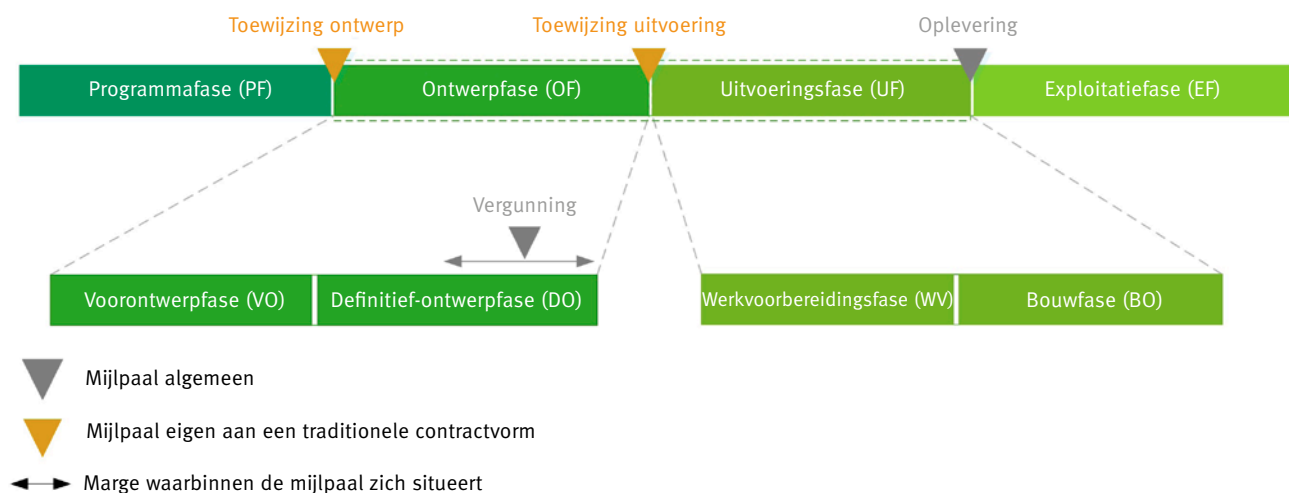 Toewijzing ontwerp
Toewijzing uitvoering
Oplevering
Programmafase (PF)
Ontwerpfase (OF)
Uitvoeringsfase (UF)
Exploitatiefase (EF)
Vergunning
Voorontwerpfase (VO)
Definitief-ontwerpfase (DO)
Werkvoorbereidingsfase (WV)
Bouwfase (BO)
Mijlpaal algemeen
Mijlpaal eigen aan een traditionele contractvorm
Marge waarbinnen de mijlpaal zich situeert